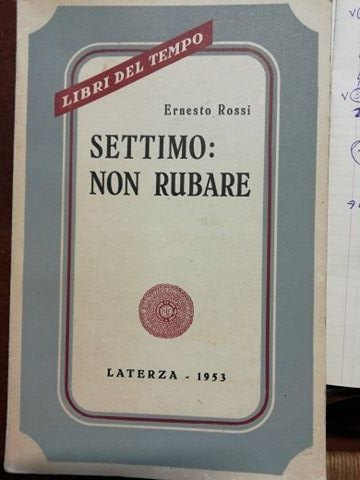 LIBRI DEL TEMPO
Ernesto Rossi
SETTIMO:
NON RUBARE
LATERZA - 1953